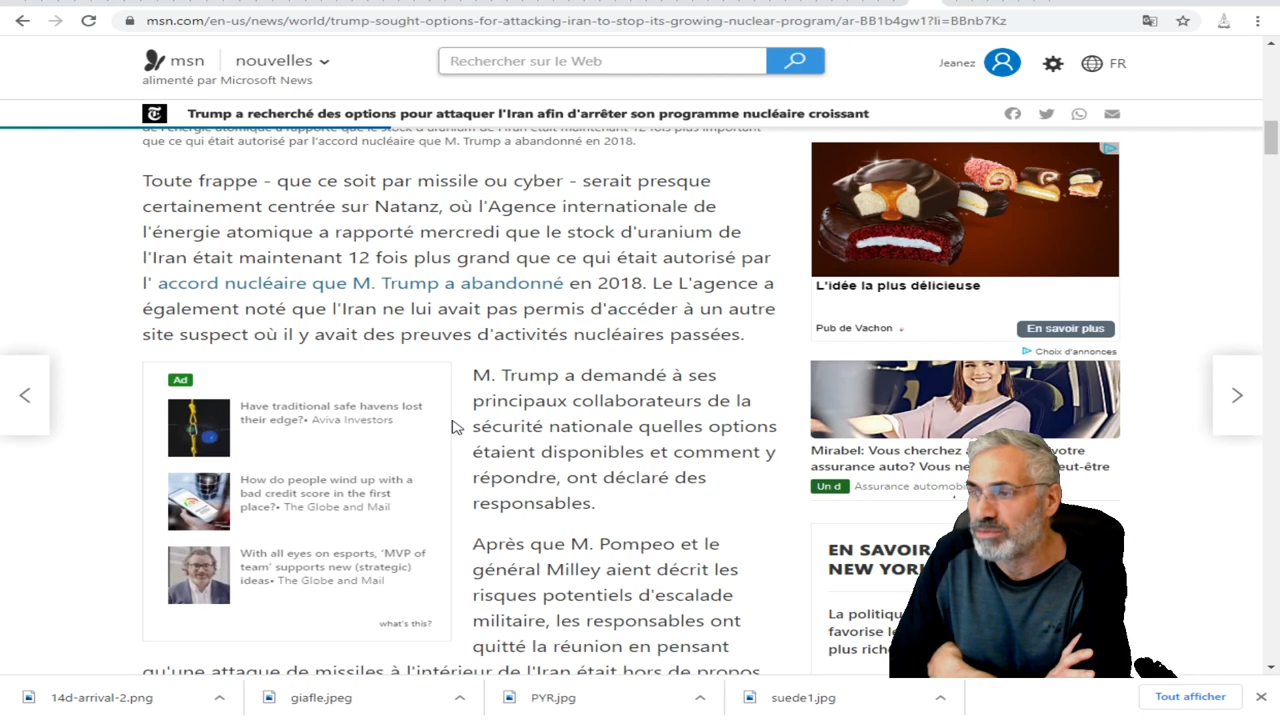 msn.com/en-us/news/world/trump-sought-options-for-attacking-iran-to-stop-its-growing-nuclear-program/ar-BB1b4gw1?li=BBnb7Kz
msn
nouvelles
alimenté par Microsoft News
Rechercher sur le Web
Jeanez
FR
Trump a recherché des options pour attaquer l'Iran afin d'arrêter son programme nucléaire croissant
de l'énergie atomique a rapporté que le stock d'uranium de l'Iran était maintenant 12 fois plus important
que ce qui était autorisé par l'accord nucléaire que M. Trump a abandonné en 2018.
Toute frappe - que ce soit par missile ou cyber - serait presque
certainement centrée sur Natanz, où l'Agence internationale de
l'énergie atomique a rapporté mercredi que le stock d'uranium de
l'Iran était maintenant 12 fois plus grand que ce qui était autorisé par
l' accord nucléaire que M. Trump a abandonné en 2018. Le L'agence a
également noté que l'Iran ne lui avait pas permis d'accéder à un autre
site suspect où il y avait des preuves d'activités nucléaires passées.
Ad
Have traditional safe havens lost
their edge?• Aviva Investors
How do people wind up with a
bad credit score in the first
place?• The Globe and Mail
With all eyes on esports, 'MVP of
team' supports new (strategic)
ideas• The Globe and Mail
what's this?
M. Trump a demandé à ses
principaux collaborateurs de la
sécurité nationale quelles options
étaient disponibles et comment y
répondre, ont déclaré des
responsables.
Après que M. Pompeo et le
général Milley aient décrit les
risques potentiels d'escalade
militaire, les responsables ont
quitté la réunion en pensant
qu'une attaque de missiles à l'intérieur de l'Iran était hors de propos
L'idée la plus délicieuse
Pub de Vachon
En savoir plus
Choix d'annonces
Mirabel: Vous cherchez votre
assurance auto? Vous
Un d
Assurance
EN SAVOIR
NEW
La politiqu
favorise le
plus rich
14d-arrival-2.png
giafle.jpeg
PYR.jpg
suede1.jpg
Tout afficher